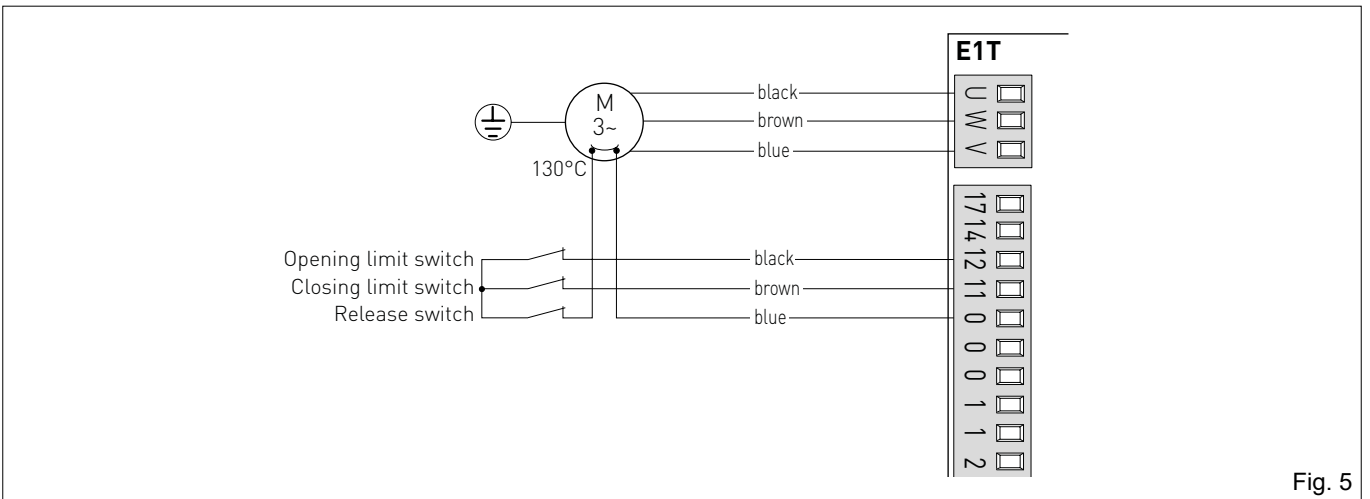 E1T
black
U
M
3~
brown
W
blue
V
130°C
17
14
Opening limit switch
black
12
Closing limit switch
brown
11
Release switch
blue
0
0
0
1
1
2
Fig. 5